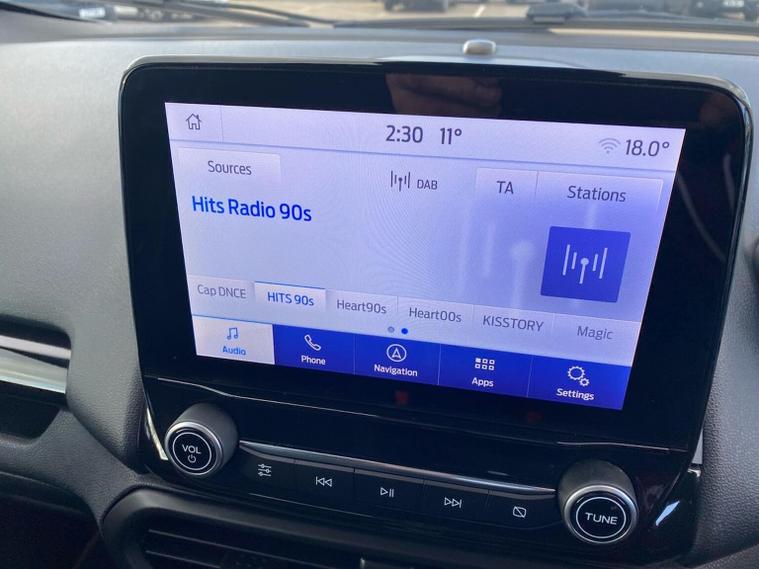 2:30 11° 18.0°
Sources DAB TA Stations
Hits Radio 90s
Cap DNCE HITS 90s Heart90s Heart00s KISSTORY Magic
Audio Phone Navigation Apps Settings
VOL
TUNE